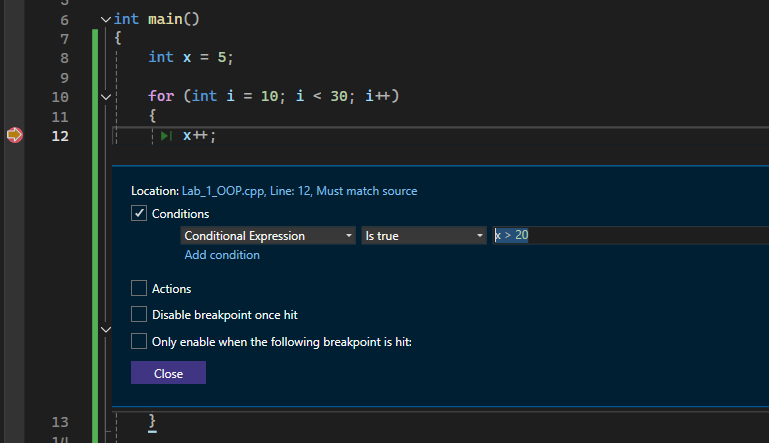 6 int main()
7 {
8 int x = 5;
9
10 for (int i = 10; i < 30; i++)
11 {
12 x++;
Location: Lab_1_OOP.cpp, Line: 12, Must match source
Conditions
Conditional Expression Is true x > 20
Add condition
Actions
Disable breakpoint once hit
Only enable when the following breakpoint is hit:
Close
13 }